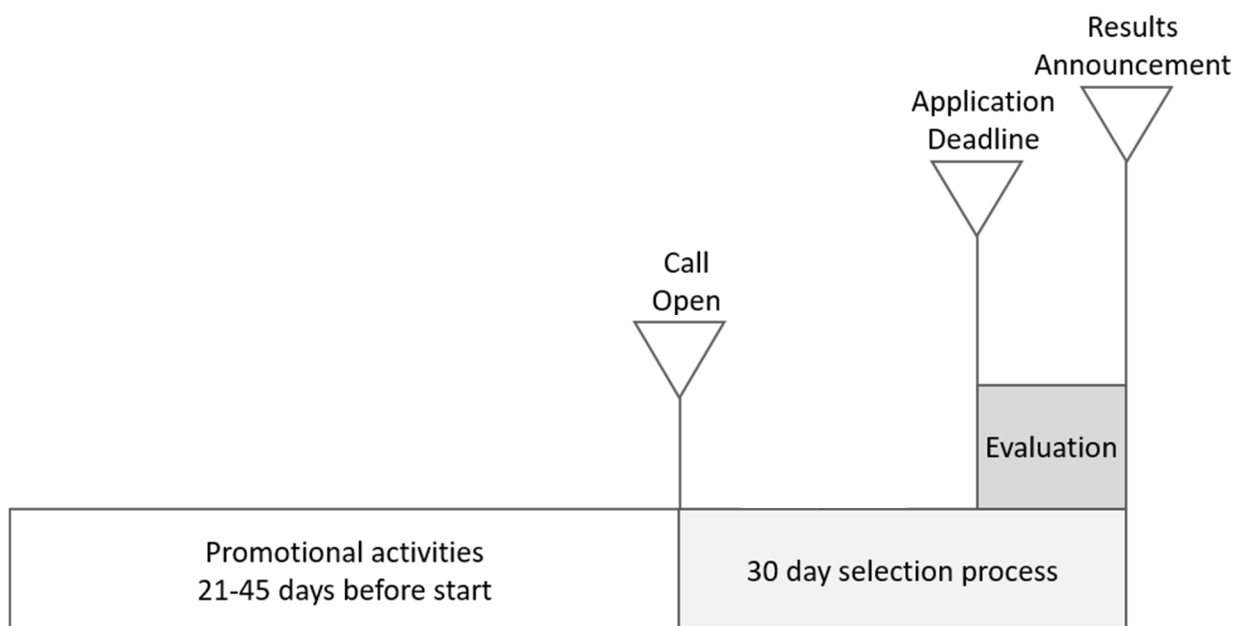 Results
Announcement
Application
Deadline
Call
Open
Evaluation
Promotional activities
21-45 days before start
30 day selection process